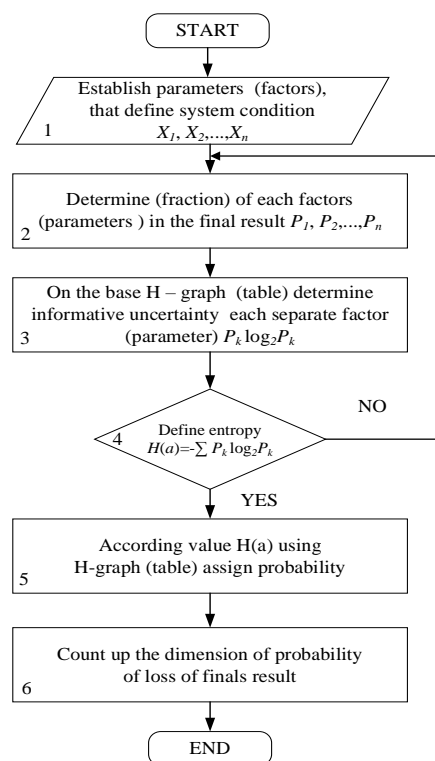 START
Establish parameters (factors),
that define system condition
1
X₁, X₂,...,Xₙ
Determine (fraction) of each factors
(parameters ) in the final result P₁, P₂,...,Pₙ
2
On the base H – graph (table) determine
informative uncertainty each separate factor
3
(parameter) Pₖ log₂Pₖ
NO
4
Define entropy
H(a)=-∑ Pₖ log₂Pₖ
YES
According value H(a) using
H-graph (table) assign probability
5
Count up the dimension of probability
of loss of finals result
6
END